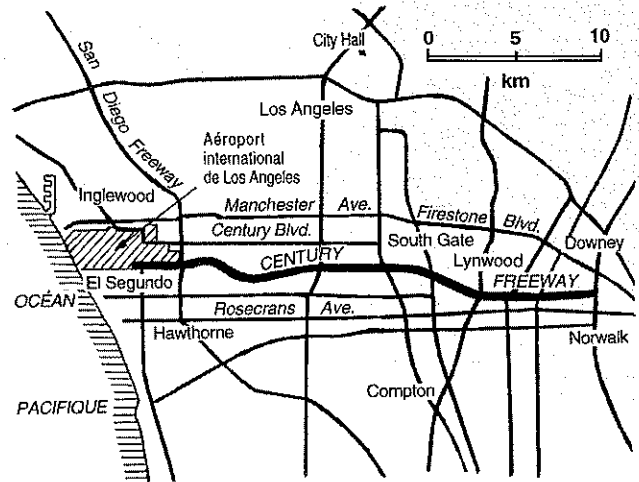 City Hall
0 5 10
km
San Diego Freeway
Los Angeles
Aéroport
international
de Los Angeles
Inglewood
Manchester Ave.
Firestone Blvd.
Century Blvd.
South Gate
Downey
CENTURY FREEWAY
Lynwood
El Segundo
OCÉAN
Rosecrans Ave.
Hawthorne
Norwalk
Compton
PACIFIQUE